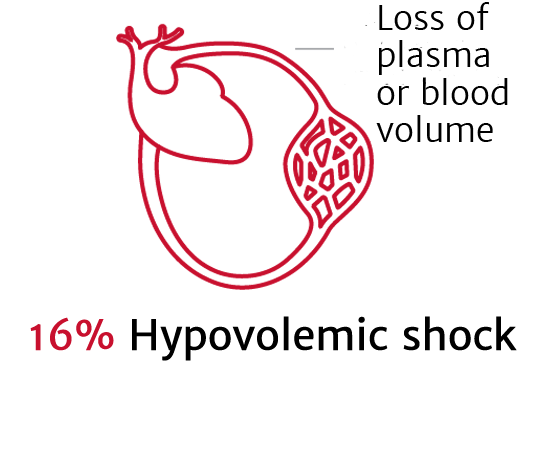 Loss of
plasma
or blood
volume
16% Hypovolemic shock